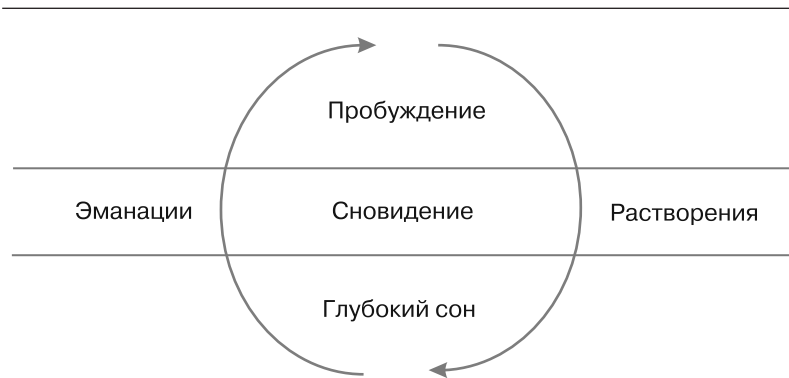 Пробуждение
Эманации Сновидение Растворения
Глубокий сон